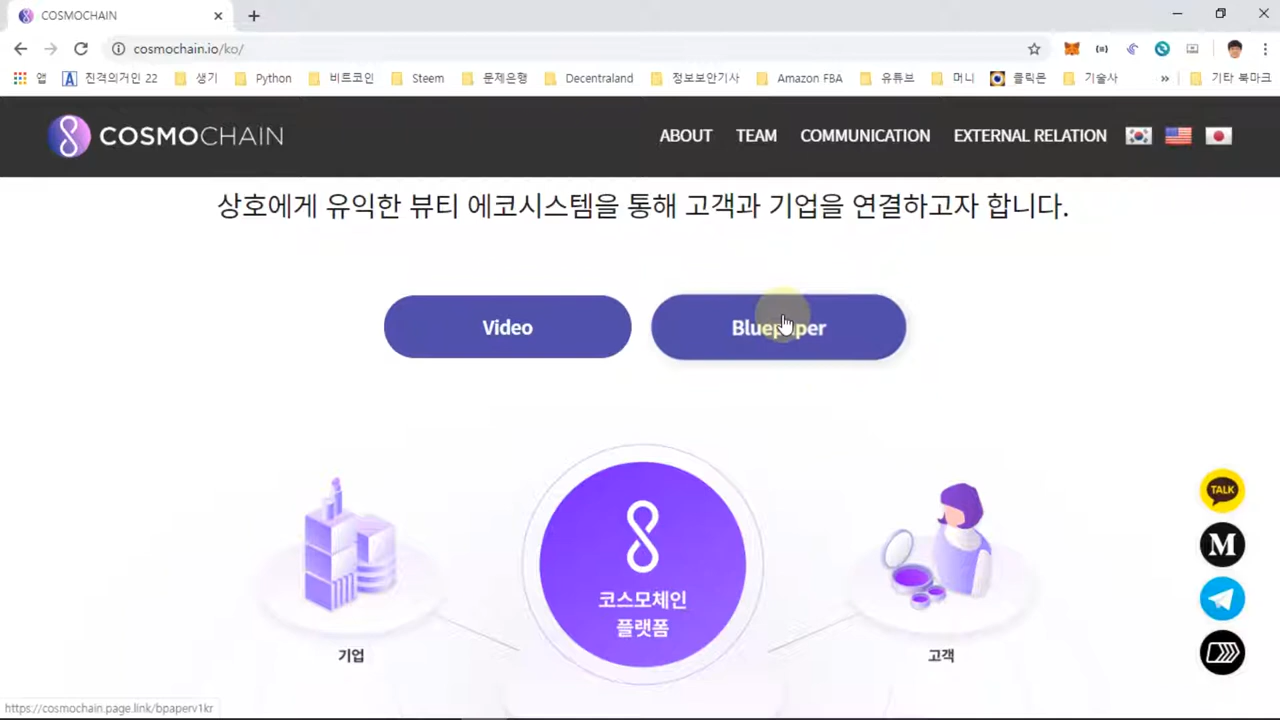 COSMOCHAIN
cosmochain.io/ko/
앱 진격의거인 22 생기 Python 비트코인 Steem 문제은행 Decentraland 정보보안기사 Amazon FBA 유튜브 머니 클릭몬 기술사 » 기타 북마크
COSMOCHAIN ABOUT TEAM COMMUNICATION EXTERNAL RELATION
상호에게 유익한 뷰티 에코시스템을 통해 고객과 기업을 연결하고자 합니다.
Video Bluepaper
코스모체인
플랫폼
기업 고객
TALK
M
https://cosmochain.page.link/bpaperv1kr